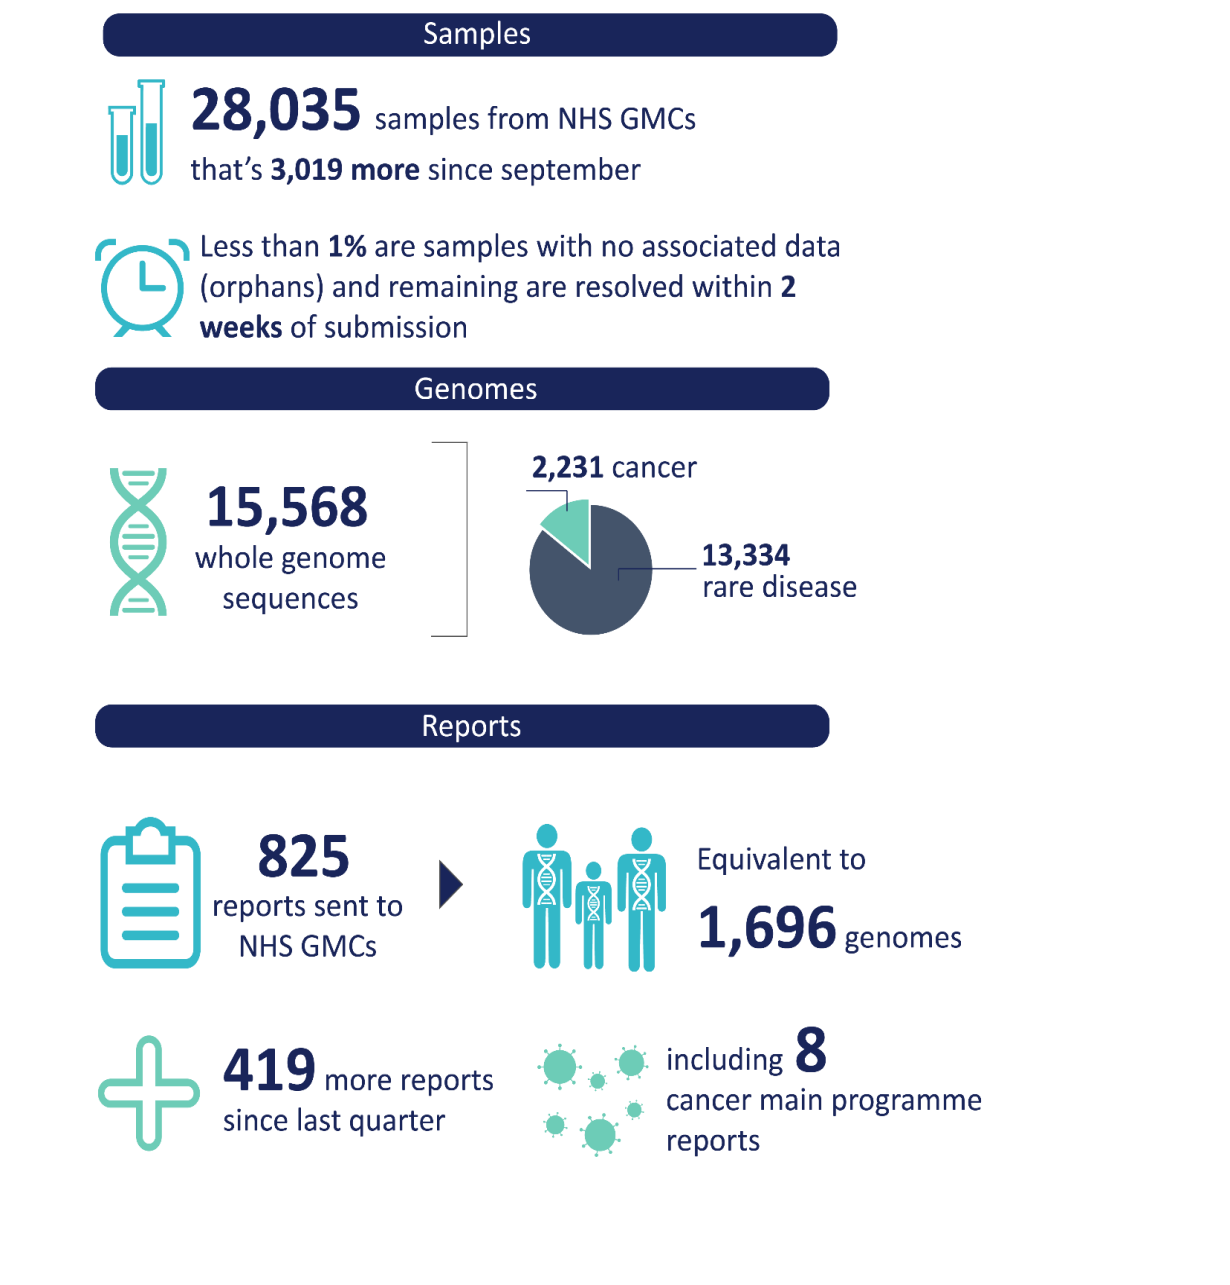 Samples
28,035 samples from NHS GMCs
that's 3,019 more since september
Less than 1% are samples with no associated data
(orphans) and remaining are resolved within 2
weeks of submission
Genomes
15,568
whole genome
sequences
2,231 cancer
13,334
rare disease
Reports
825
reports sent to
NHS GMCs
Equivalent to
1,696 genomes
419 more reports
since last quarter
including 8
cancer main programme
reports